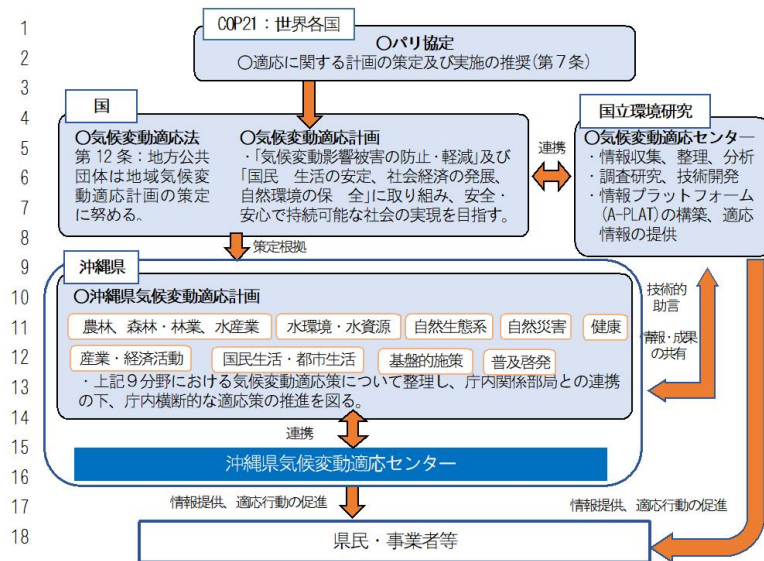 1
2
3
4
5
6
7
8
9
10
11
12
13
14
15
16
17
18
COP21：世界各国
〇パリ協定
〇適応に関する計画の策定及び実施の推奨(第７条)
国
〇気候変動適応法
第 12 条：地方公共
団体は地域気候変
動適応計画の策定
に努める。
〇気候変動適応計画
・「気候変動影響被害の防止・軽減」及び
「国民　生活の安定、社会経済の発展、
自然環境の保　全」に取り組み、安全・
安心で持続可能な社会の実現を目指す。
連携
国立環境研究
〇気候変動適応センター
・情報収集、整理、分析
・調査研究、技術開発
・情報プラットフォーム
(A-PLAT)の構築、適応
情報の提供
策定根拠
沖縄県
〇沖縄県気候変動適応計画
農林、森林・林業、水産業
水環境・水資源
自然生態系
自然災害
健康
産業・経済活動
国民生活・都市生活
基盤的施策
普及啓発
・上記９分野における気候変動適応策について整理し、庁内関係部局との連携
の下、庁内横断的な適応策の推進を図る。
連携
沖縄県気候変動適応センター
技術的
助言
情報・成果
の共有
情報提供、適応行動の促進
情報提供、適応行動の促進
県民・事業者等